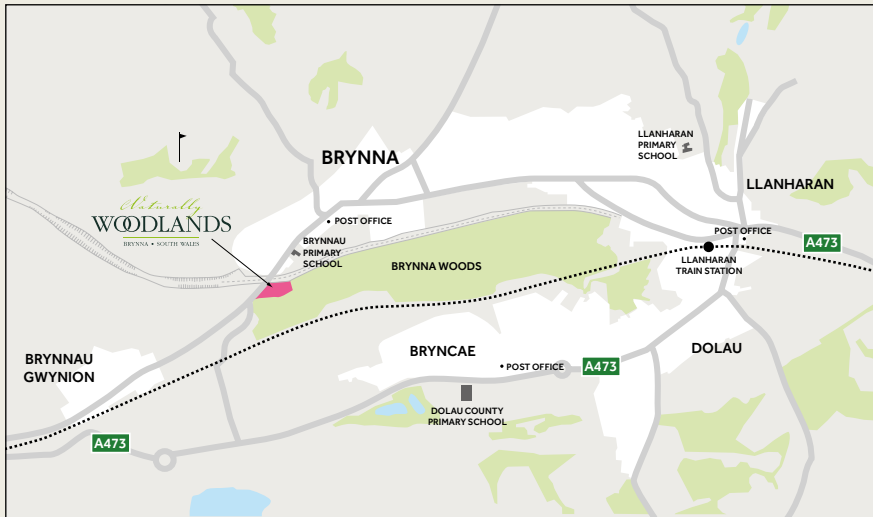 LLANHARAN
PRIMARY
SCHOOL
BRYNNA
LLANHARAN
Naturally
WOODLANDS
BRYNNA • SOUTH WALES
POST OFFICE
BRYNNAU
PRIMARY
SCHOOL
POST OFFICE
A473
LLANHARAN
TRAIN STATION
BRYNNA WOODS
BRYNNAU
GWYNION
BRYNCAE
DOLAU
POST OFFICE
A473
DOLAU COUNTY
PRIMARY SCHOOL
A473